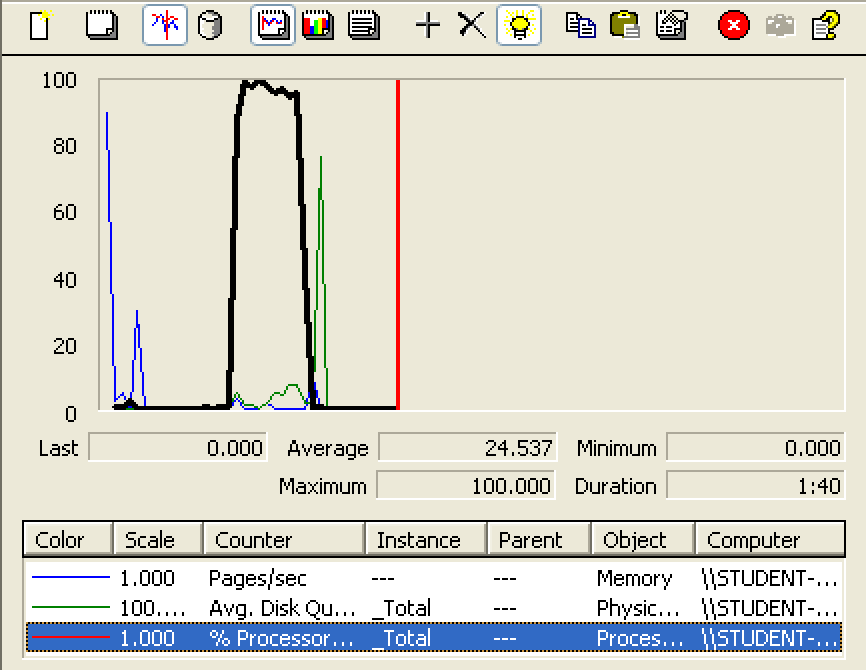 100
80
60
40
20
0
Last 0.000 Average 24.537 Minimum 0.000
Maximum 100.000 Duration 1:40
Color Scale Counter Instance Parent Object Computer
1.000 Pages/sec --- --- Memory \\STUDENT-...
100.... Avg. Disk Qu... _Total --- Physic... \\STUDENT-...
1.000 % Processor... _Total --- Proces... \\STUDENT-...